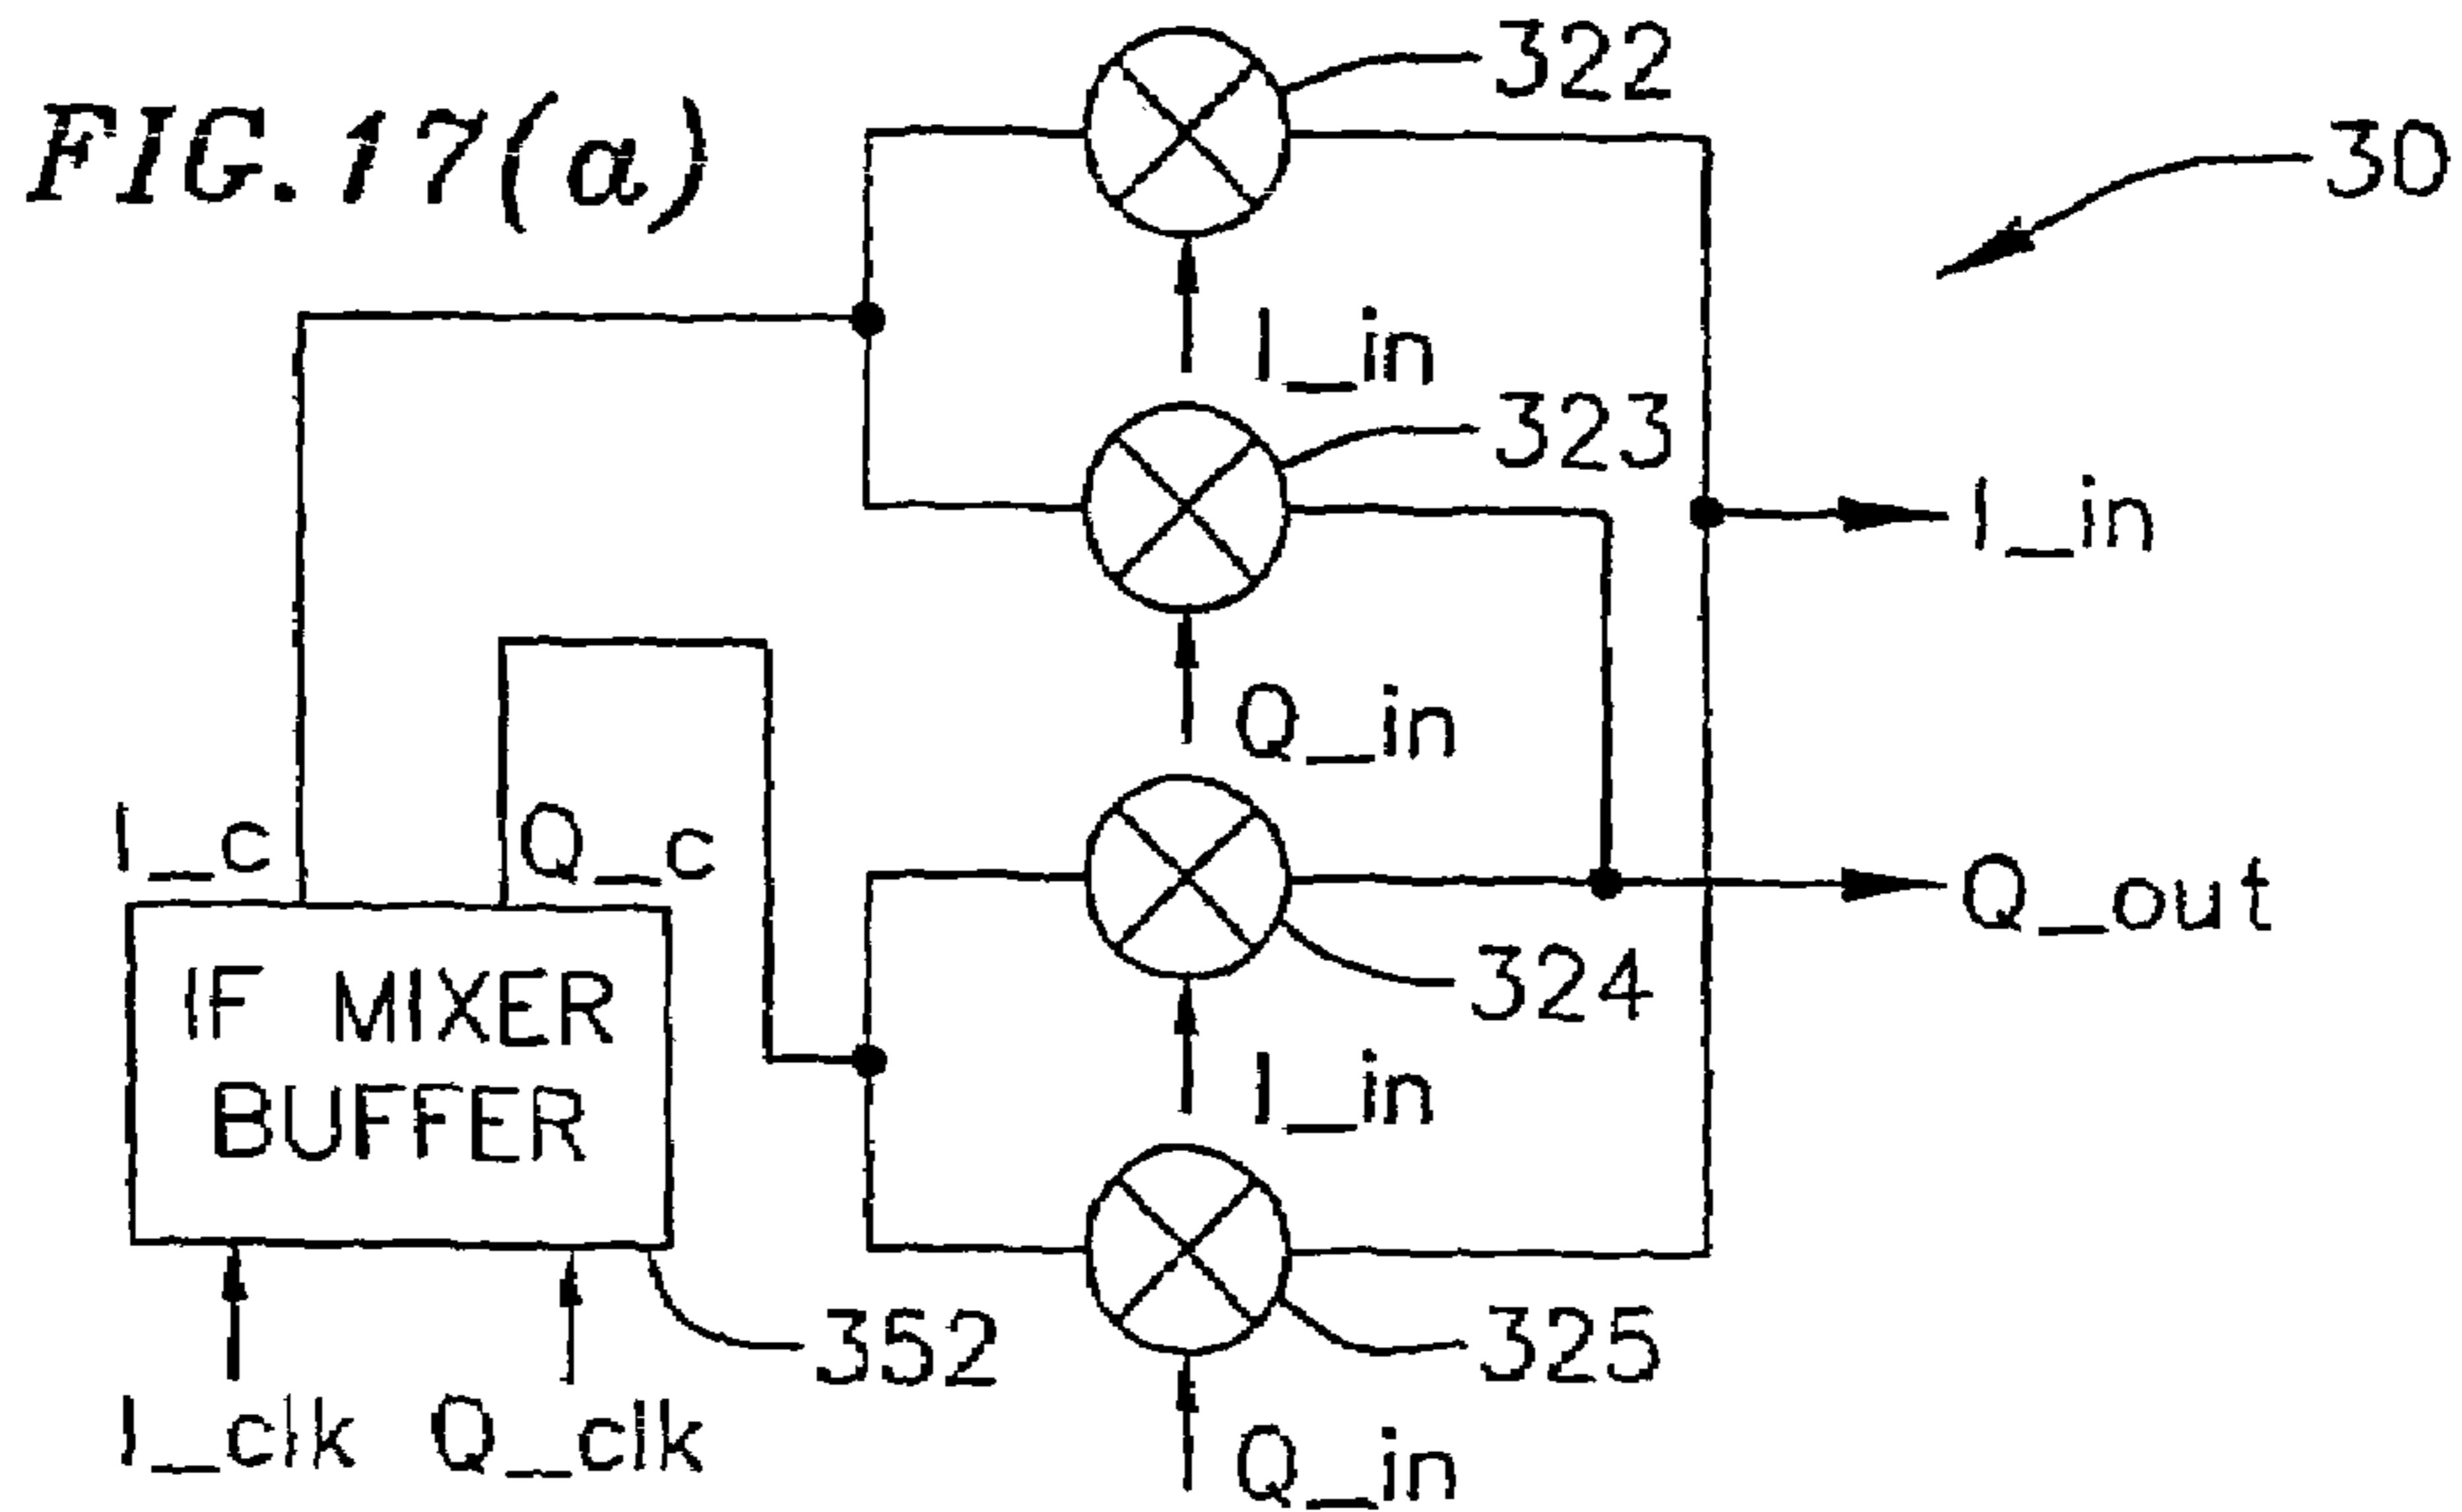 FIG. 17(a)
322
30
I_in
323
I_in
Q_in
I_c
Q_c
Q_out
IF MIXER
BUFFER
324
I_in
352
325
I_clk
Q_clk
Q_in